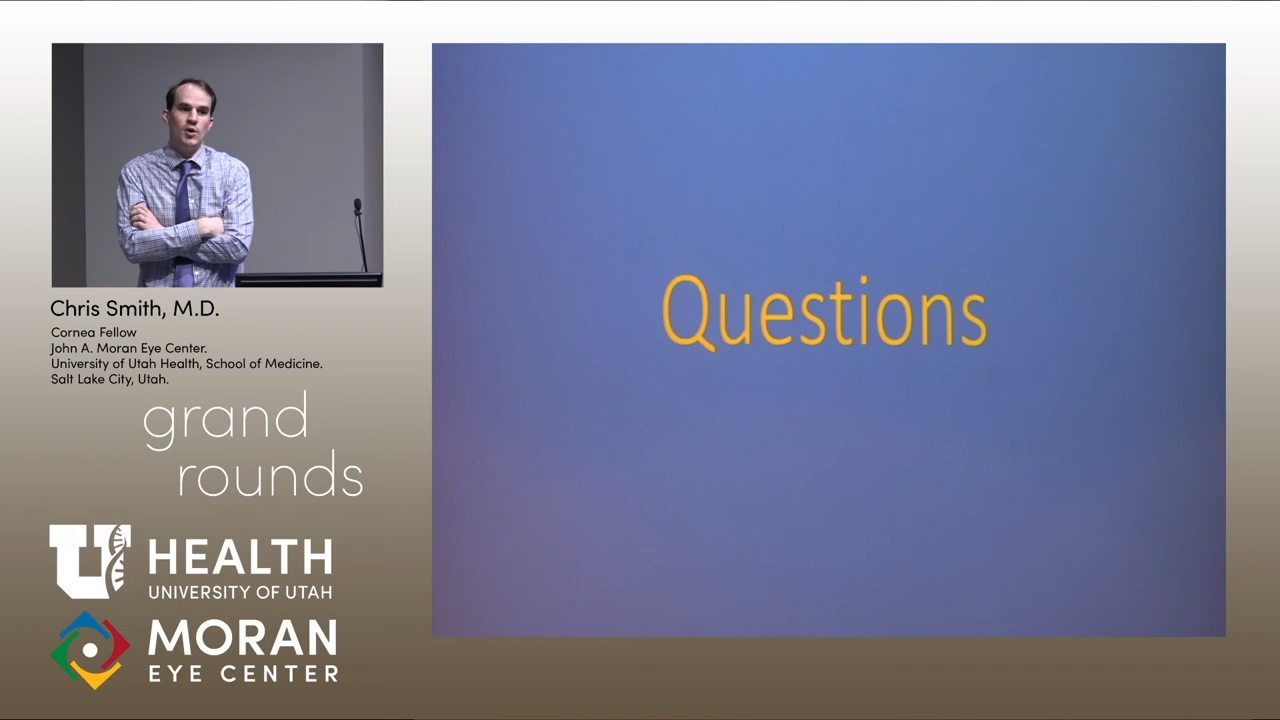 Chris Smith, M.D.
Cornea Fellow
John A. Moran Eye Center.
University of Utah Health, School of Medicine.
Salt Lake City, Utah.
grand
rounds
U
HEALTH
UNIVERSITY OF UTAH
MORAN
EYE CENTER
Questions